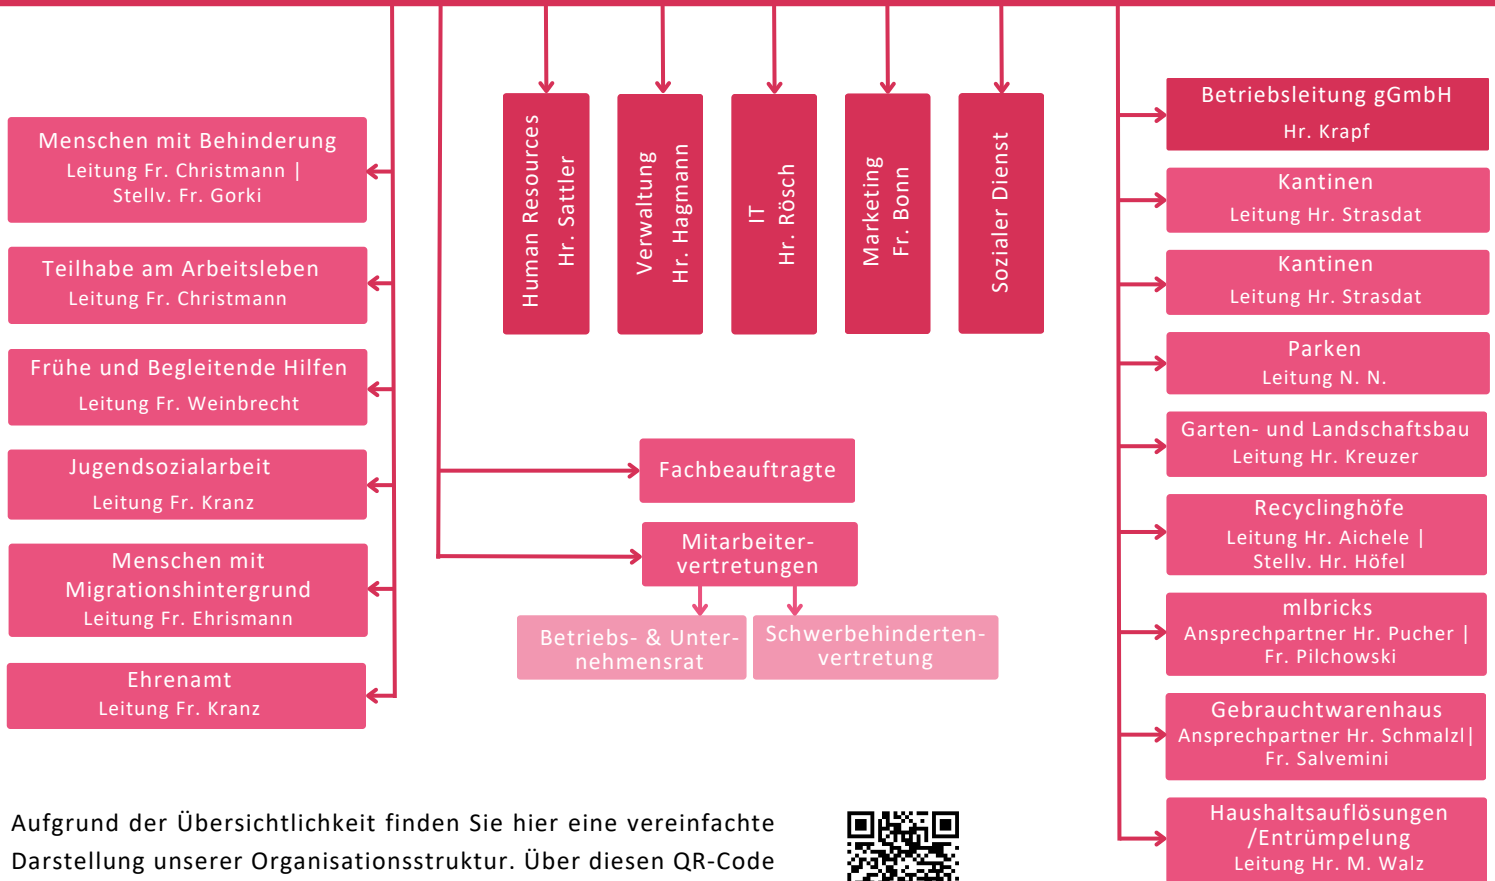 Menschen mit Behinderung
Leitung Fr. Christmann |
Stellv. Fr. Gorki
Teilhabe am Arbeitsleben
Leitung Fr. Christmann
Frühe und Begleitende Hilfen
Leitung Fr. Weinbrecht
Jugendsozialarbeit
Leitung Fr. Kranz
Menschen mit
Migrationshintergrund
Leitung Fr. Ehrismann
Ehrenamt
Leitung Fr. Kranz
Human Resources
Hr. Sattler
Verwaltung
Hr. Hagmann
IT
Hr. Rösch
Marketing
Fr. Bonn
Sozialer Dienst
Fachbeauftragte
Mitarbeiter-
vertretungen
Betriebs- & Unter-
nehmensrat
Schwerbehinderten-
vertretung
Betriebsleitung gGmbH
Hr. Krapf
Kantinen
Leitung Hr. Strasdat
Kantinen
Leitung Hr. Strasdat
Parken
Leitung N. N.
Garten- und Landschaftsbau
Leitung Hr. Kreuzer
Recyclinghöfe
Leitung Hr. Aichele |
Stellv. Hr. Höfel
mlbricks
Ansprechpartner Hr. Pucher |
Fr. Pilchowski
Gebrauchtwarenhaus
Ansprechpartner Hr. Schmalzl|
Fr. Salvemini
Haushaltsauflösungen
/Entrümpelung
Leitung Hr. M. Walz
Aufgrund der Übersichtlichkeit finden Sie hier eine vereinfachte
Darstellung unserer Organisationsstruktur. Über diesen QR-Code